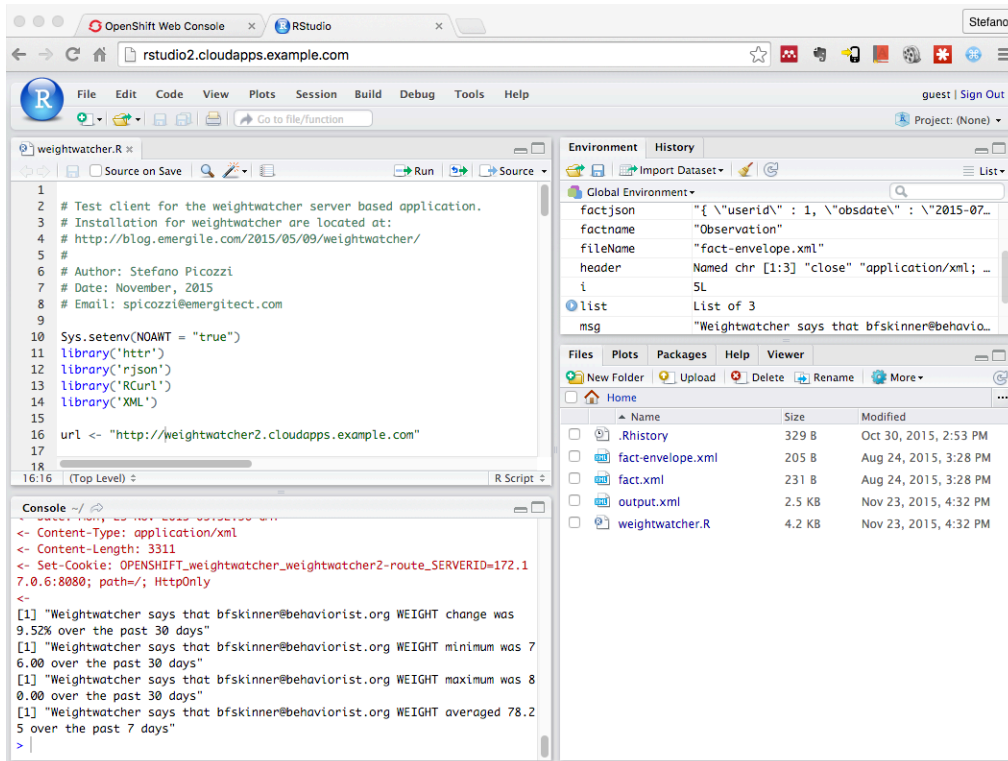 OpenShift Web Console
RStudio
Stefano
rstudio2.cloudapps.example.com
R
File Edit Code View Plots Session Build Debug Tools Help
guest | Sign Out
Go to file/function
Project: (None)
weightwatcher.R
Source on Save
Run
Source
1
2 # Test client for the weightwatcher server based application.
3 # Installation for weightwatcher are located at:
4 # http://blog.emergile.com/2015/05/09/weightwatcher/
5 #
6 # Author: Stefano Picozzi
7 # Date: November, 2015
8 # Email: spicozzi@emergitect.com
9
10 Sys.setenv(NOAWT = "true")
11 library('httr')
12 library('rjson')
13 library('RCurl')
14 library('XML')
15
16 url <- "http://weightwatcher2.cloudapps.example.com"
17
18
16:16 (Top Level) R Script
Console ~/
<- Content-Type: application/xml
<- Content-Length: 3311
<- Set-Cookie: OPENSHIFT_weightwatcher_weightwatcher2-route_SERVERID=172.1
7.0.6:8080; path=/; HttpOnly
<-
[1] "Weightwatcher says that bfskinner@behaviorist.org WEIGHT change was
9.52% over the past 30 days"
[1] "Weightwatcher says that bfskinner@behaviorist.org WEIGHT minimum was 7
6.00 over the past 30 days"
[1] "Weightwatcher says that bfskinner@behaviorist.org WEIGHT maximum was 8
0.00 over the past 30 days"
[1] "Weightwatcher says that bfskinner@behaviorist.org WEIGHT averaged 78.2
5 over the past 7 days"
>
Environment History
Import Dataset
List
Global Environment
factjson "{ \"userid\" : 1, \"obsdate\" : \"2015-07…
factname "Observation"
fileName "fact-envelope.xml"
header Named chr [1:3] "close" "application/xml; …
i 5L
list List of 3
msg "Weightwatcher says that bfskinner@behavio…
Files Plots Packages Help Viewer
New Folder Upload Delete Rename More
Home
Name Size Modified
.Rhistory 329 B Oct 30, 2015, 2:53 PM
fact-envelope.xml 205 B Aug 24, 2015, 3:28 PM
fact.xml 231 B Aug 24, 2015, 3:28 PM
output.xml 2.5 KB Nov 23, 2015, 4:32 PM
weightwatcher.R 4.2 KB Nov 23, 2015, 4:32 PM